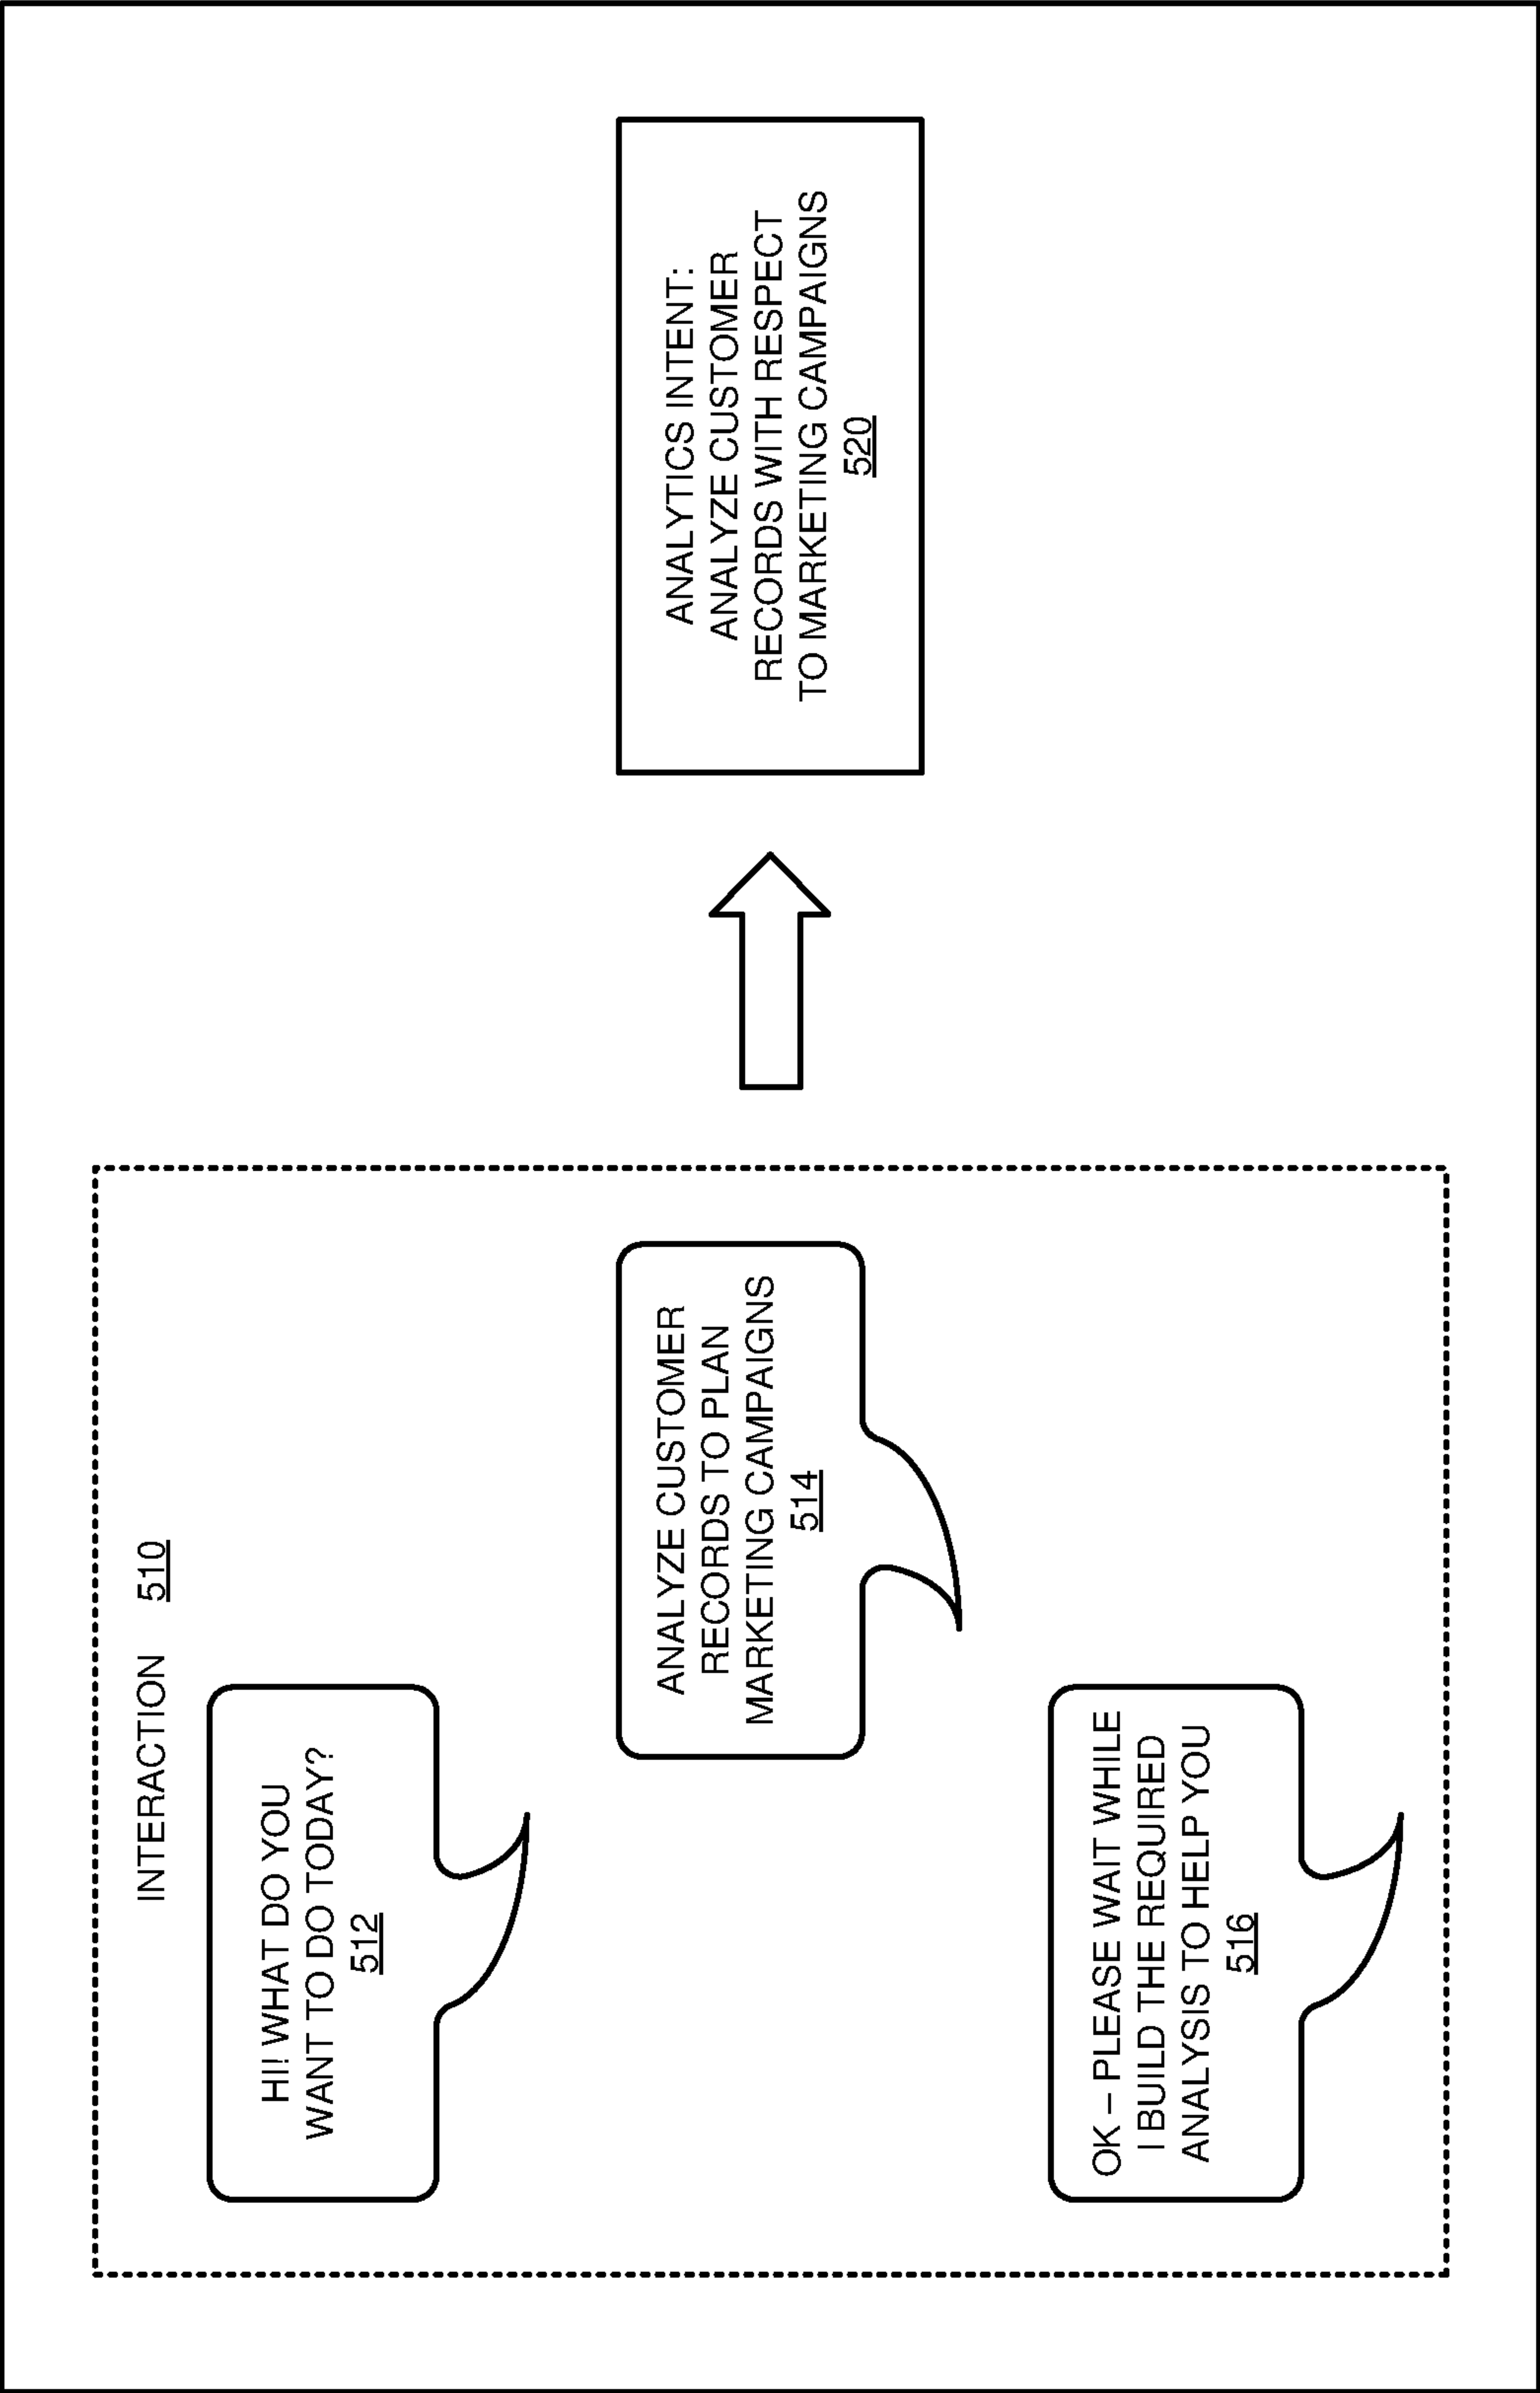 INTERACTION 510
HI! WHAT DO YOU
WANT TO DO TODAY?
512
ANALYZE CUSTOMER
RECORDS TO PLAN
MARKETING CAMPAIGNS
514
OK – PLEASE WAIT WHILE
I BUILD THE REQUIRED
ANALYSIS TO HELP YOU
516
ANALYTICS INTENT:
ANALYZE CUSTOMER
RECORDS WITH RESPECT
TO MARKETING CAMPAIGNS
520